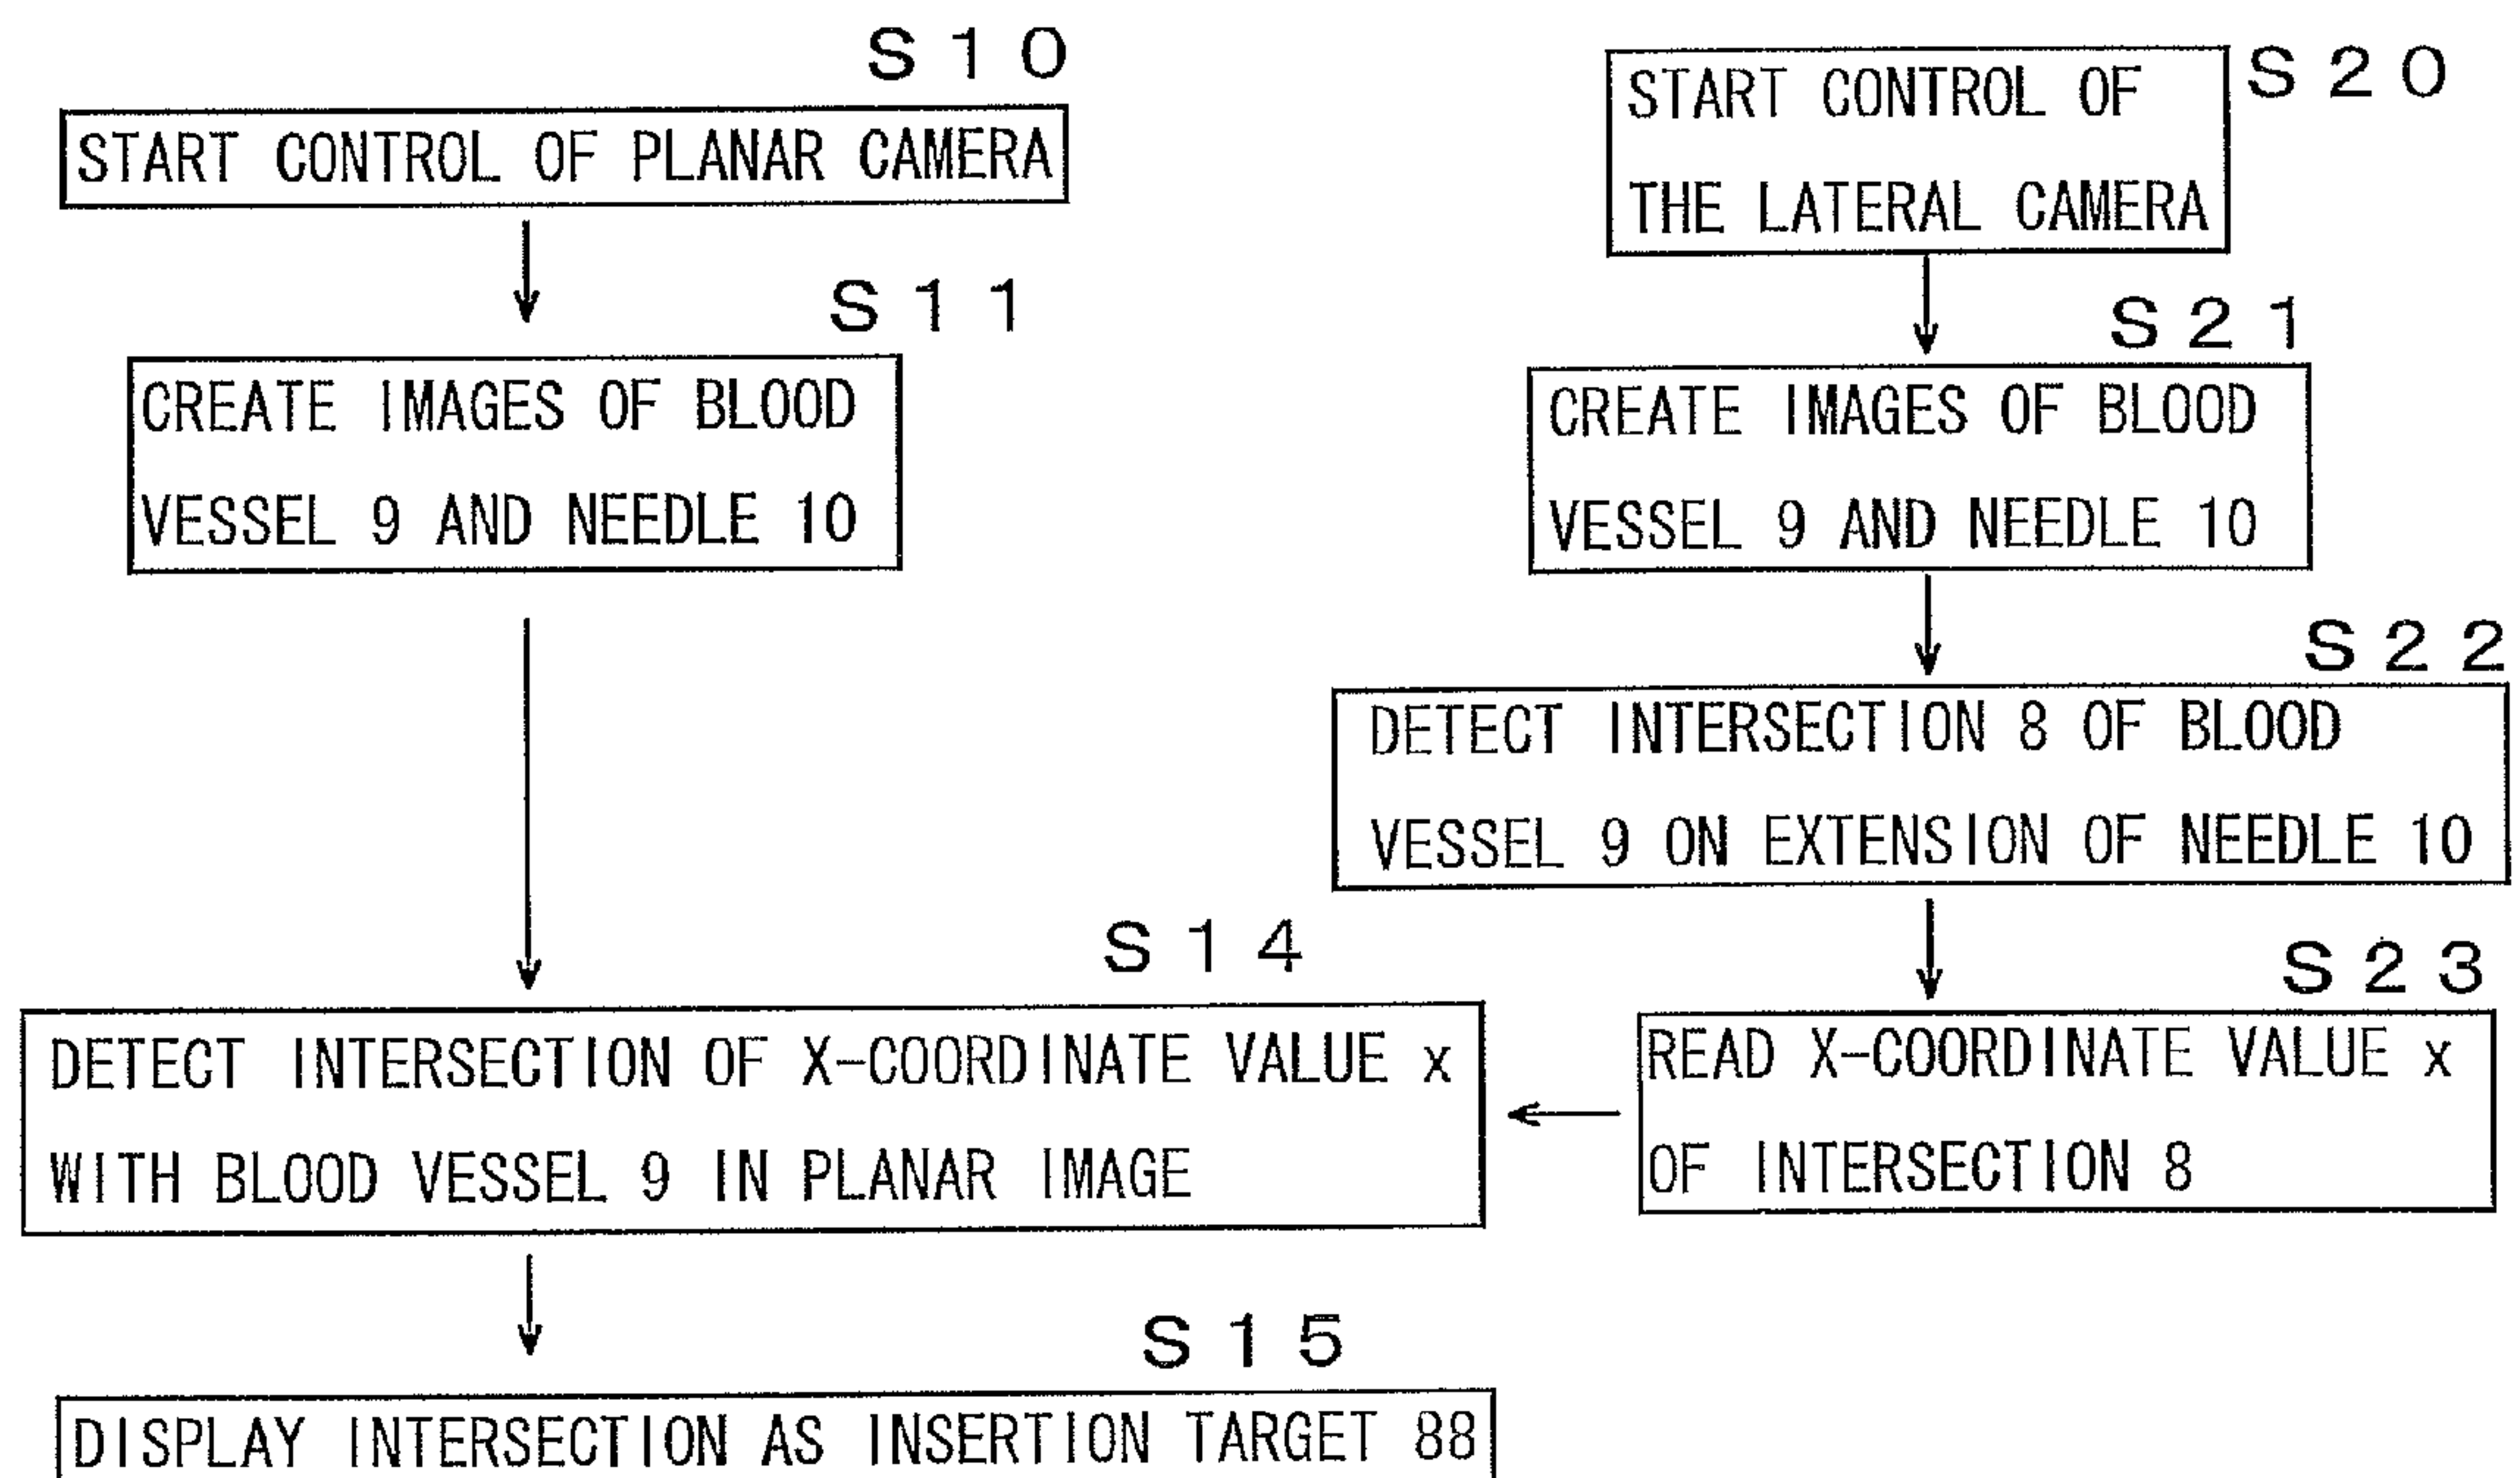 S10
START CONTROL OF PLANAR CAMERA
S11
CREATE IMAGES OF BLOOD
VESSEL 9 AND NEEDLE 10
S20
START CONTROL OF
THE LATERAL CAMERA
S21
CREATE IMAGES OF BLOOD
VESSEL 9 AND NEEDLE 10
S22
DETECT INTERSECTION 8 OF BLOOD
VESSEL 9 ON EXTENSION OF NEEDLE 10
S23
READ X-COORDINATE VALUE x
OF INTERSECTION 8
S14
DETECT INTERSECTION OF X-COORDINATE VALUE x
WITH BLOOD VESSEL 9 IN PLANAR IMAGE
S15
DISPLAY INTERSECTION AS INSERTION TARGET 88